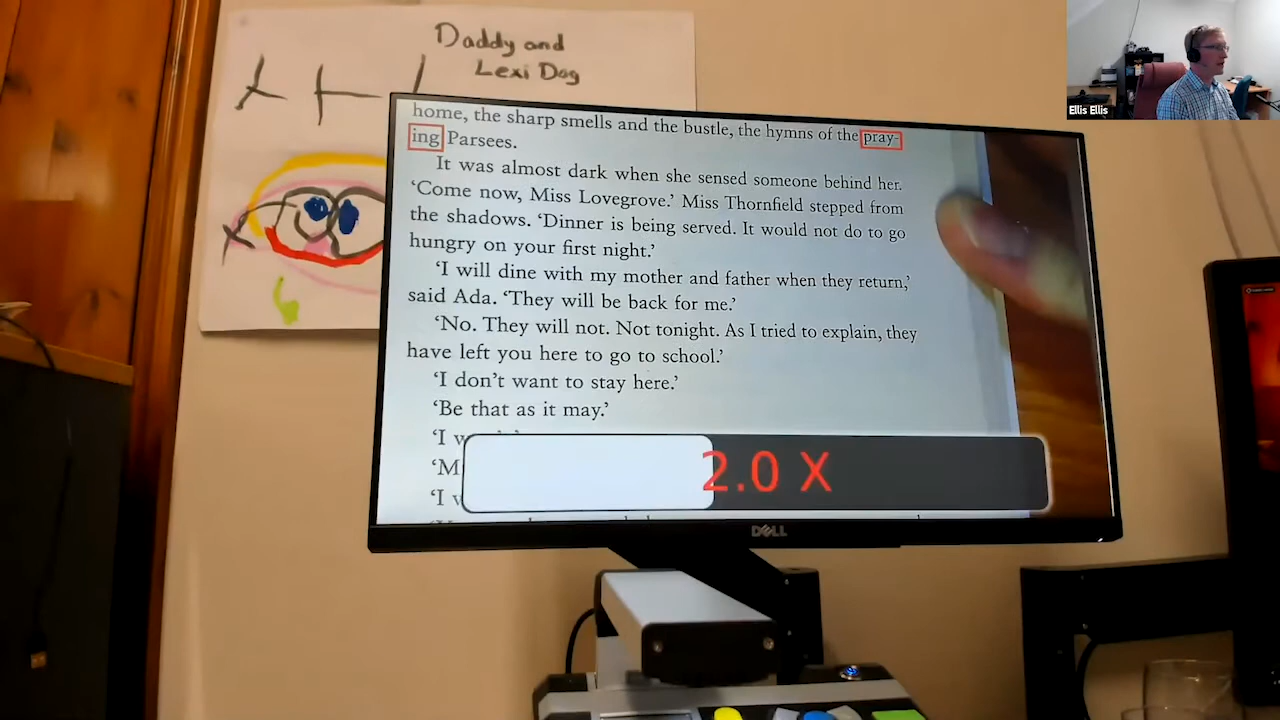 Daddy and
Lexi Dog
Ellis Ellis
home, the sharp smells and the bustle, the hymns of the pray-
ing Parsees.
It was almost dark when she sensed someone behind her.
‘Come now, Miss Lovegrove.’ Miss Thornfield stepped from
the shadows. ‘Dinner is being served. It would not do to go
hungry on your first night.’
‘I will dine with my mother and father when they return,’
said Ada. ‘They will be back for me.’
‘No. They will not. Not tonight. As I tried to explain, they
have left you here to go to school.’
‘I don’t want to stay here.’
‘Be that as it may.’
‘I
‘I
2.0 X
DELL